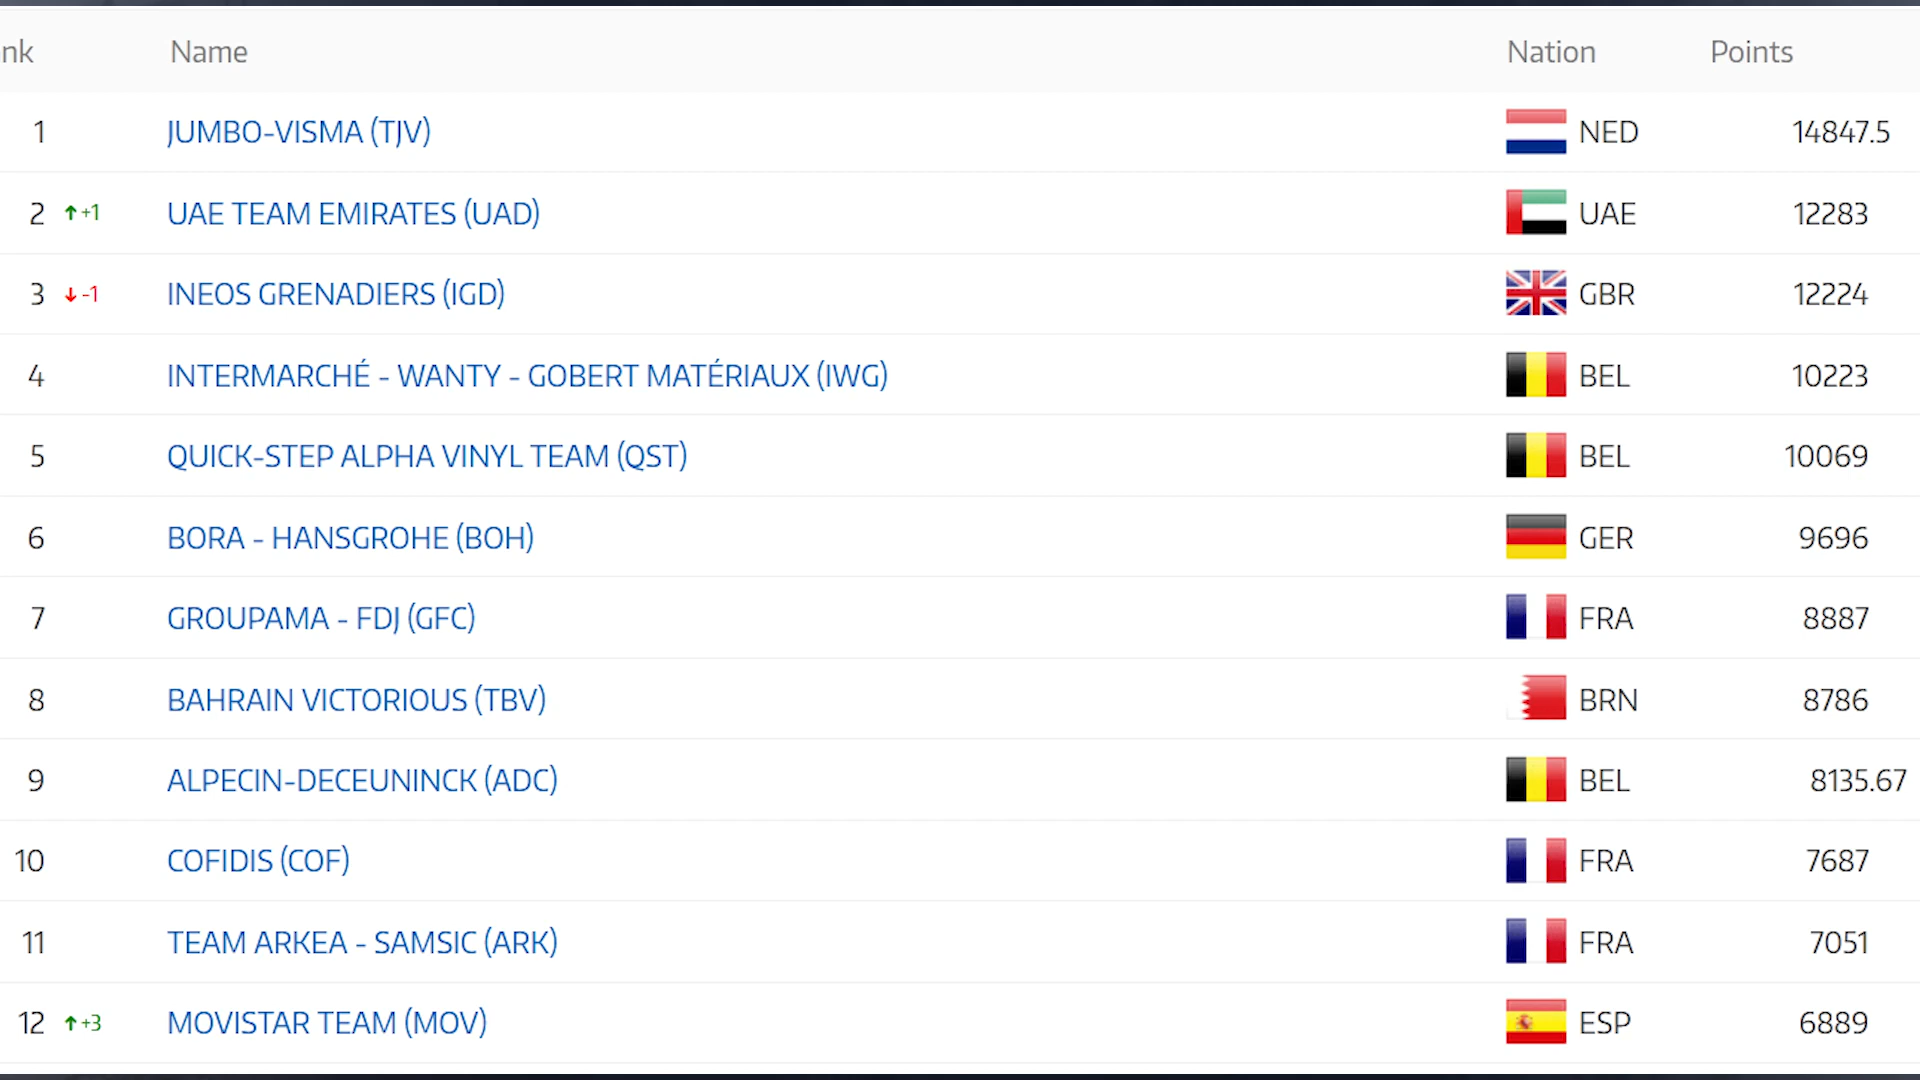 nk Name Nation Points
1 JUMBO-VISMA (TJV) NED 14847.5
2 ↑+1 UAE TEAM EMIRATES (UAD) UAE 12283
3 ↓-1 INEOS GRENADIERS (IGD) GBR 12224
4 INTERMARCHÉ - WANTY - GOBERT MATÉRIAUX (IWG) BEL 10223
5 QUICK-STEP ALPHA VINYL TEAM (QST) BEL 10069
6 BORA - HANSGROHE (BOH) GER 9696
7 GROUPAMA - FDJ (GFC) FRA 8887
8 BAHRAIN VICTORIOUS (TBV) BRN 8786
9 ALPECIN-DECEUNINCK (ADC) BEL 8135.67
10 COFIDIS (COF) FRA 7687
11 TEAM ARKEA - SAMSIC (ARK) FRA 7051
12 ↑+3 MOVISTAR TEAM (MOV) ESP 6889